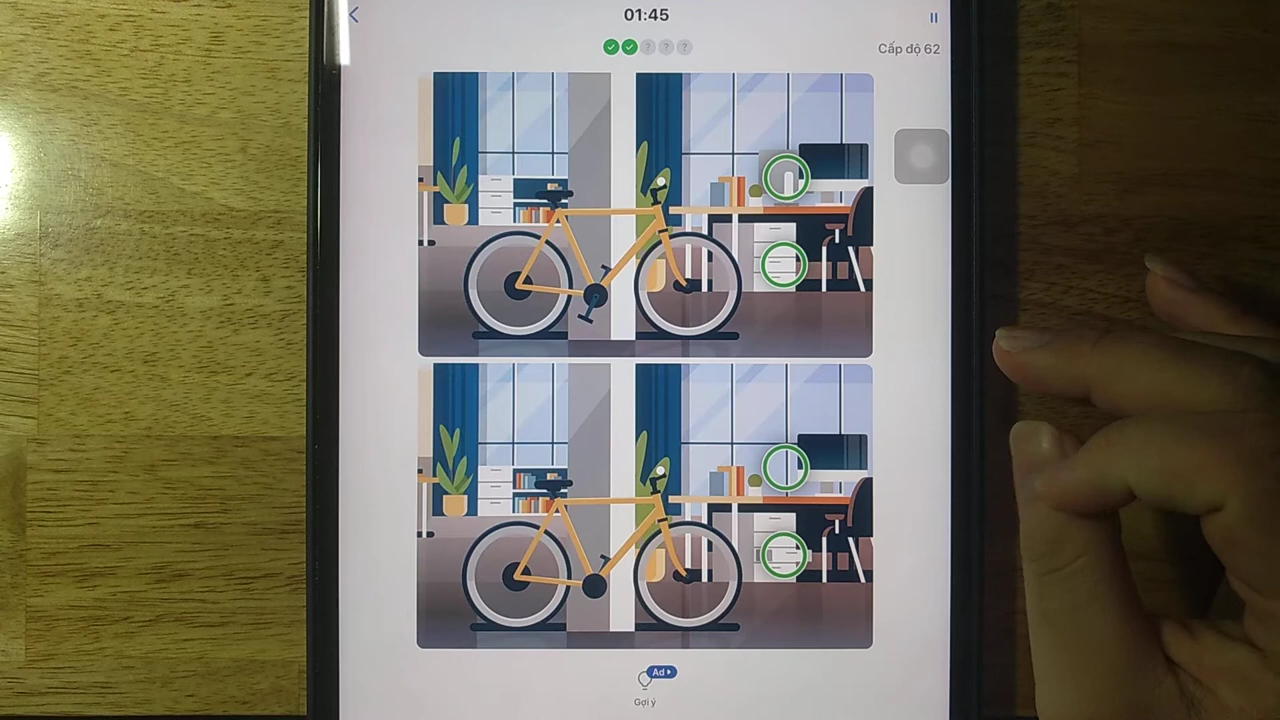 01:45
? ? ?
Cấp độ 62
Ad
Gợi ý